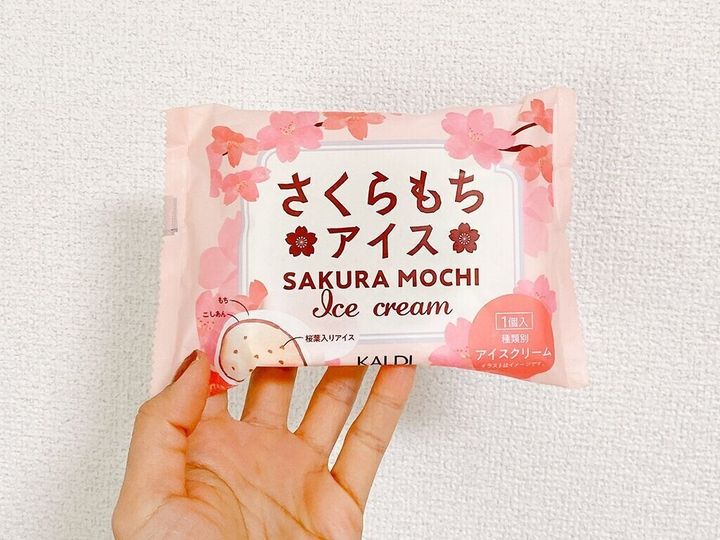 さくらもち
アイス
SAKURA MOCHI
Ice cream
もち
こしあん
桜葉入りアイス
KALDI
1個入
種類別
アイスクリーム
イラストはイメージです。